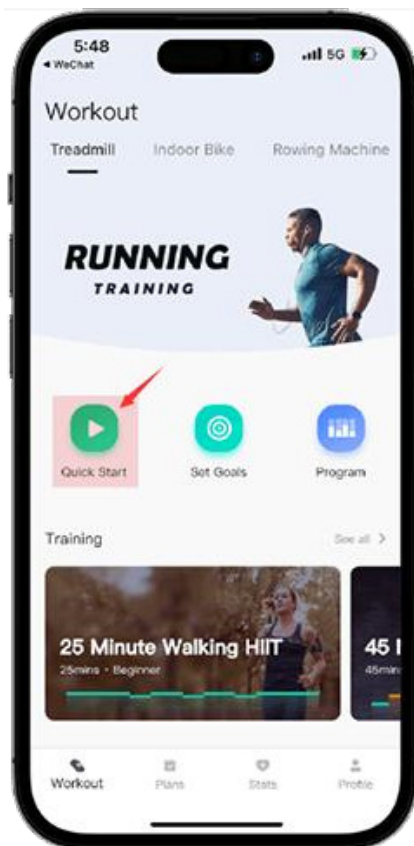 5:48
5G
◀ WeChat
Workout
Treadmill Indoor Bike Rowing Machine
RUNNING
TRAINING
Quick Start Set Goals Program
Training See all >
25 Minute Walking HIIT
45
25mins • Beginner
45min
Workout Plans Stats Profile